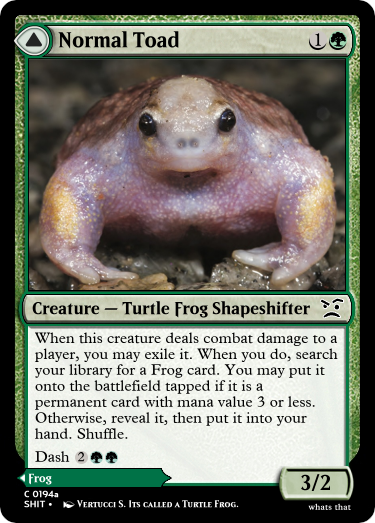 Normal Toad 1
Creature — Turtle Frog Shapeshifter
When this creature deals combat damage to a
player, you may exile it. When you do, search
your library for a Frog card. You may put it
onto the battlefield tapped if it is a
permanent card with mana value 3 or less.
Otherwise, reveal it, then put it into your
hand. Shuffle.
Dash 2
Frog
3/2
C 0194a
SHIT • Vertucci S. Its called a Turtle Frog.
whats that